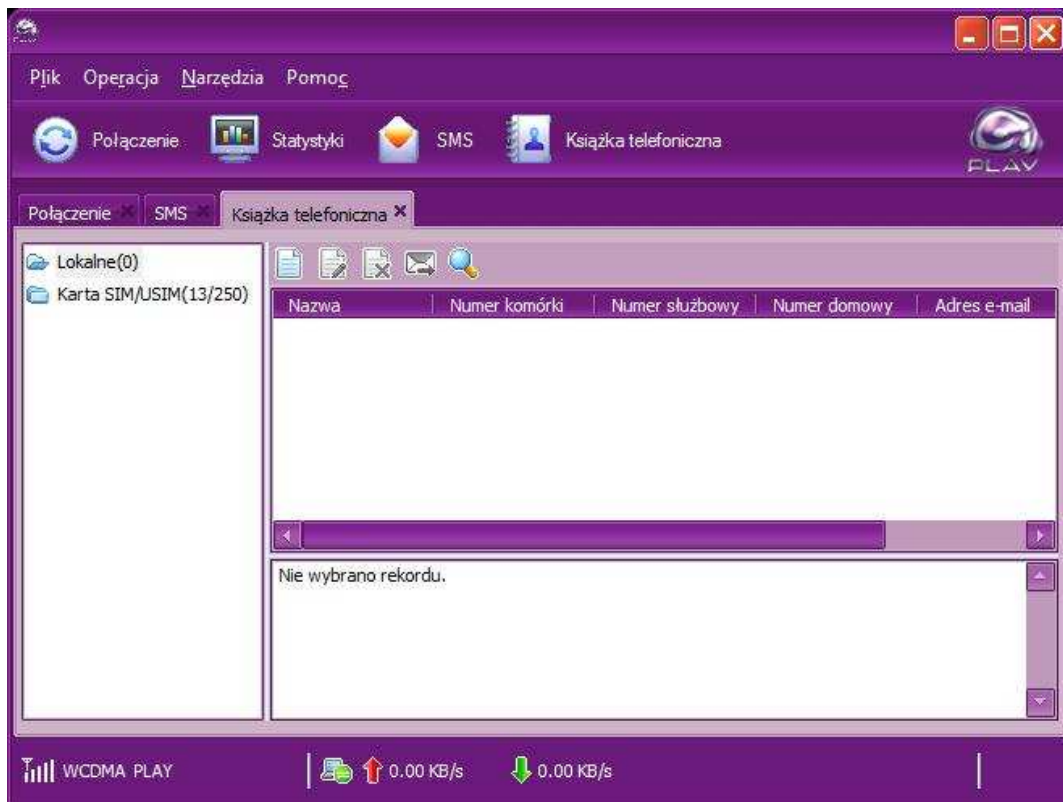 Plik Operacja Narzędzia Pomoc
Połączenie Statystyki SMS Książka telefoniczna
PLAY
Połączenie SMS Książka telefoniczna
Lokalne(0)
Karta SIM/USIM(13/250)
Nazwa Numer komórki Numer służbowy Numer domowy Adres e-mail
Nie wybrano rekordu.
WCDMA PLAY 0.00 KB/s 0.00 KB/s